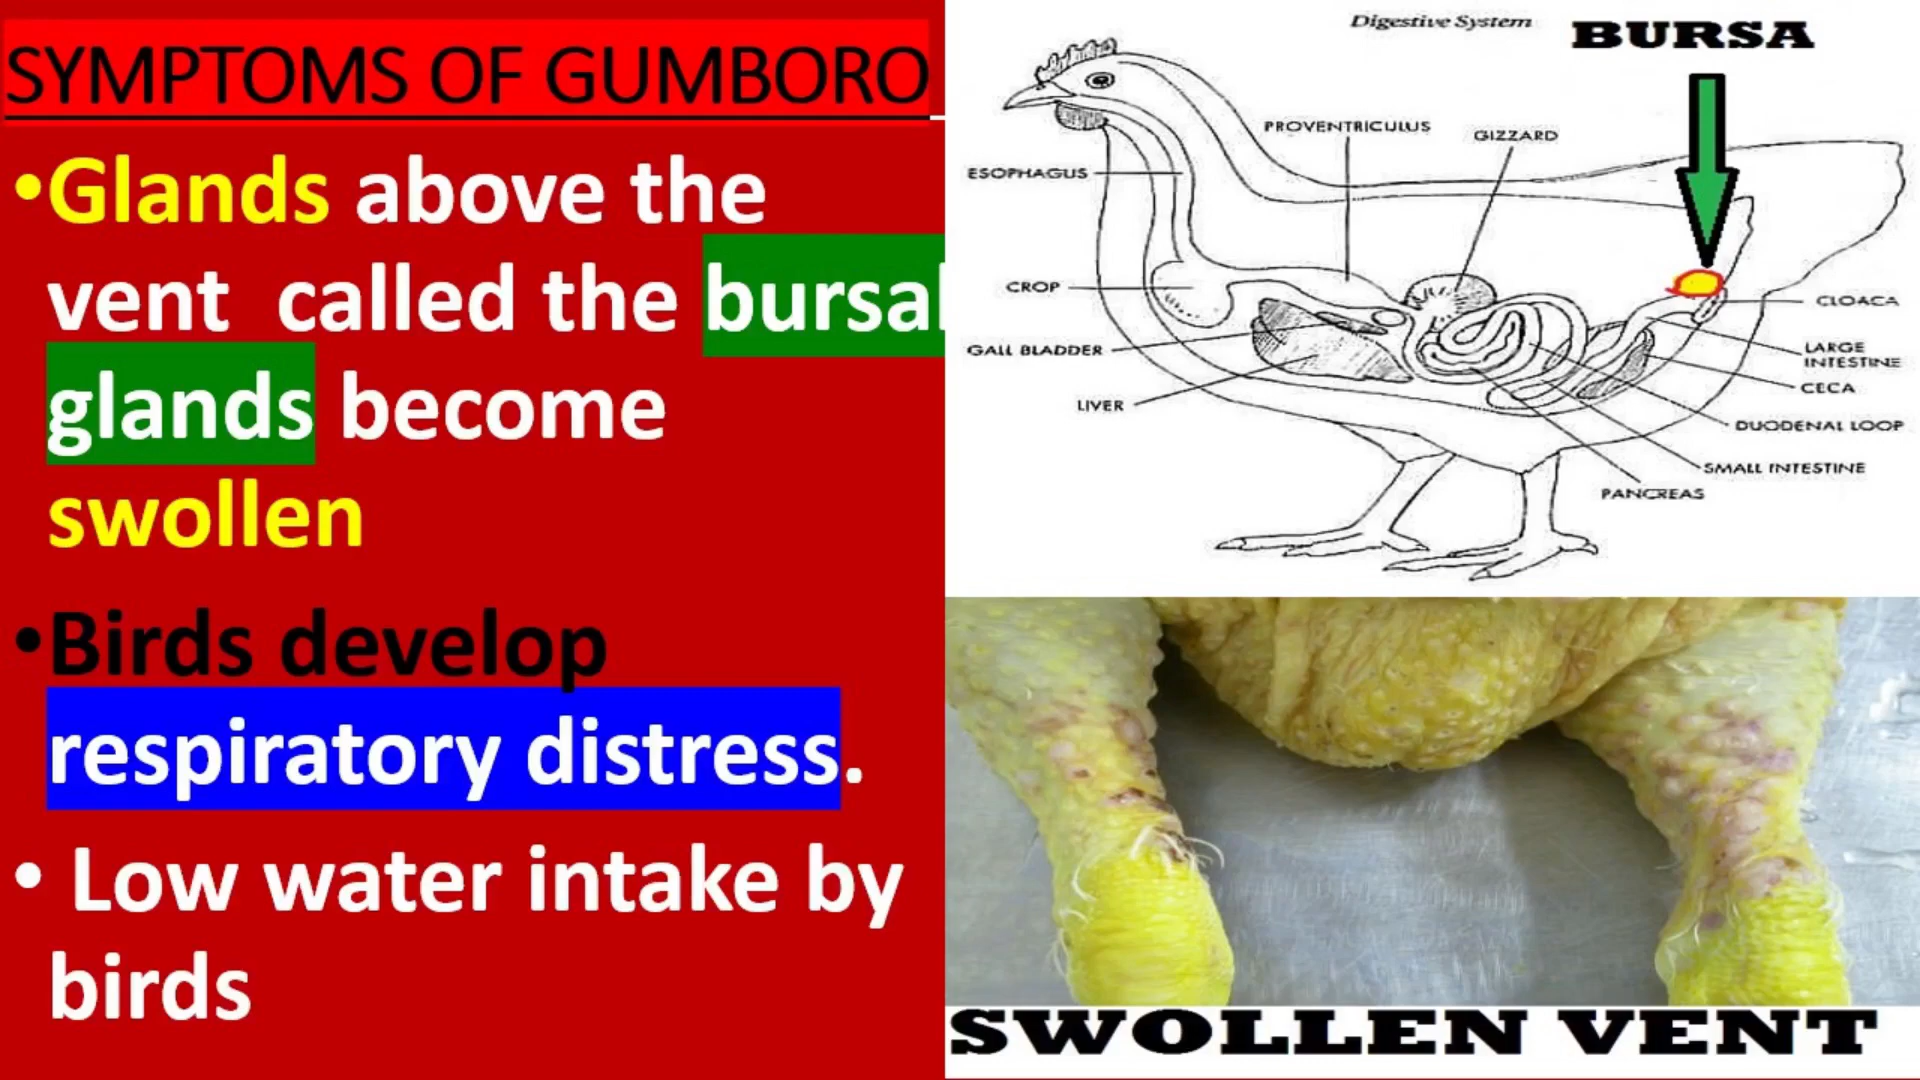 SYMPTOMS OF GUMBORO
•Glands above the
vent called the bursal
glands become
swollen
•Birds develop
respiratory distress.
• Low water intake by
birds
Digestive System
BURSA
PROVENTRICULUS
GIZZARD
ESOPHAGUS
CROP
CLOACA
GALL BLADDER
LARGE
INTESTINE
CECA
LIVER
DUODENAL LOOP
SMALL INTESTINE
PANCREAS
SWOLLEN VENT